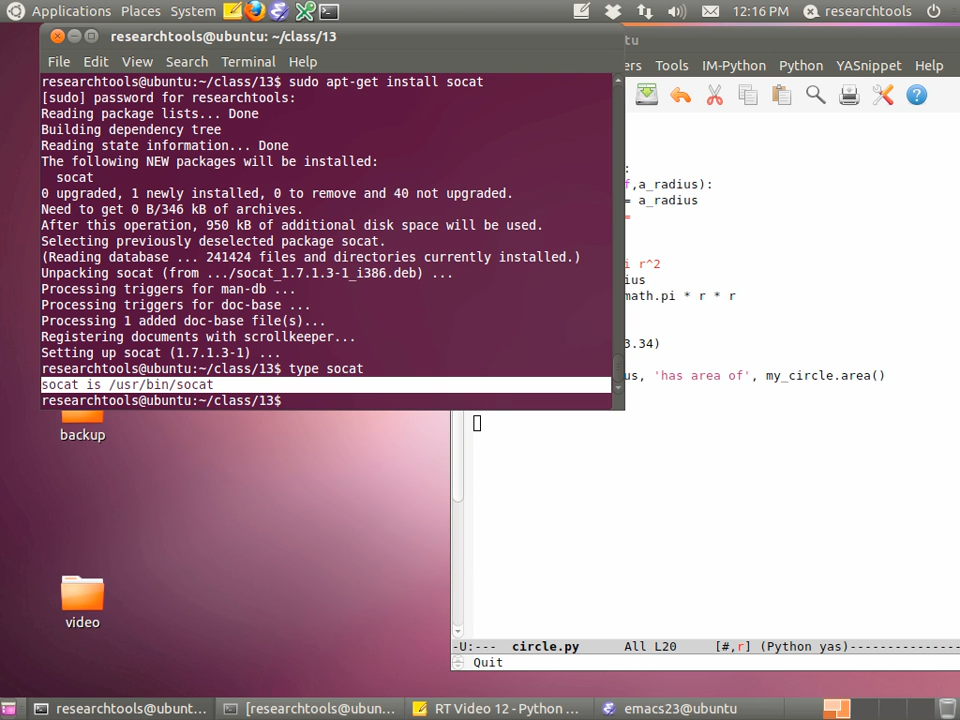 Applications Places System 12:16 PM researchtools
researchtools@ubuntu: ~/class/13
File Edit View Search Terminal Help
researchtools@ubuntu:~/class/13$ sudo apt-get install socat
[sudo] password for researchtools:
Reading package lists... Done
Building dependency tree
Reading state information... Done
The following NEW packages will be installed:
socat
0 upgraded, 1 newly installed, 0 to remove and 40 not upgraded.
Need to get 0 B/346 kB of archives.
After this operation, 950 kB of additional disk space will be used.
Selecting previously deselected package socat.
(Reading database ... 241424 files and directories currently installed.)
Unpacking socat (from .../socat_1.7.1.3-1_i386.deb) ...
Processing triggers for man-db ...
Processing triggers for doc-base ...
Processing 1 added doc-base file(s)...
Registering documents with scrollkeeper...
Setting up socat (1.7.1.3-1) ...
researchtools@ubuntu:~/class/13$ type socat
socat is /usr/bin/socat
researchtools@ubuntu:~/class/13$
tu
ers Tools IM-Python Python YASnippet Help
:
f,a_radius):
= a_radius
=
i r^2
ius
math.pi * r * r
3.34)
us, 'has area of', my_circle.area()
-U:--- circle.py All L20 [#,r] (Python yas)---------------
Quit
backup
video
researchtools@ubunt... [researchtools@ubun... RT Video 12 - Python ... emacs23@ubuntu